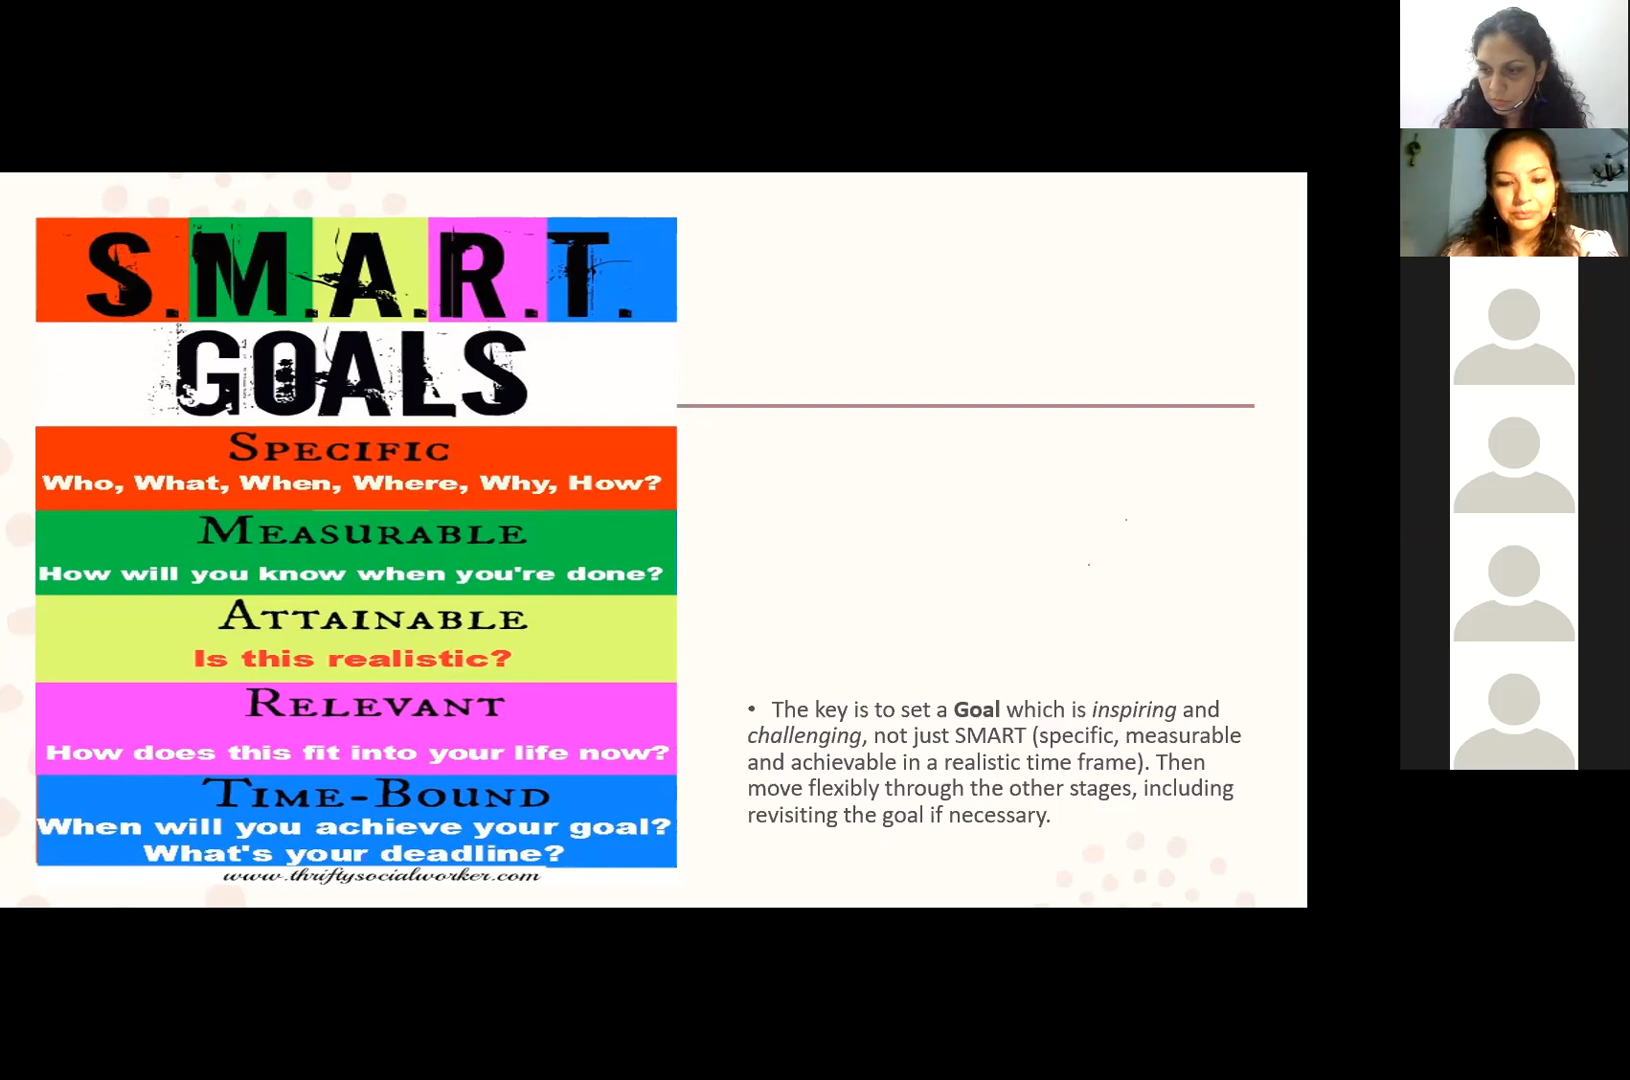 S.M.A.R.T.
GOALS
SPECIFIC
Who, What, When, Where, Why, How?
MEASURABLE
How will you know when you're done?
ATTAINABLE
Is this realistic?
RELEVANT
How does this fit into your life now?
TIME-BOUND
When will you achieve your goal?
What's your deadline?
www.thriftysocialworker.com
• The key is to set a Goal which is inspiring and
challenging, not just SMART (specific, measurable
and achievable in a realistic time frame). Then
move flexibly through the other stages, including
revisiting the goal if necessary.